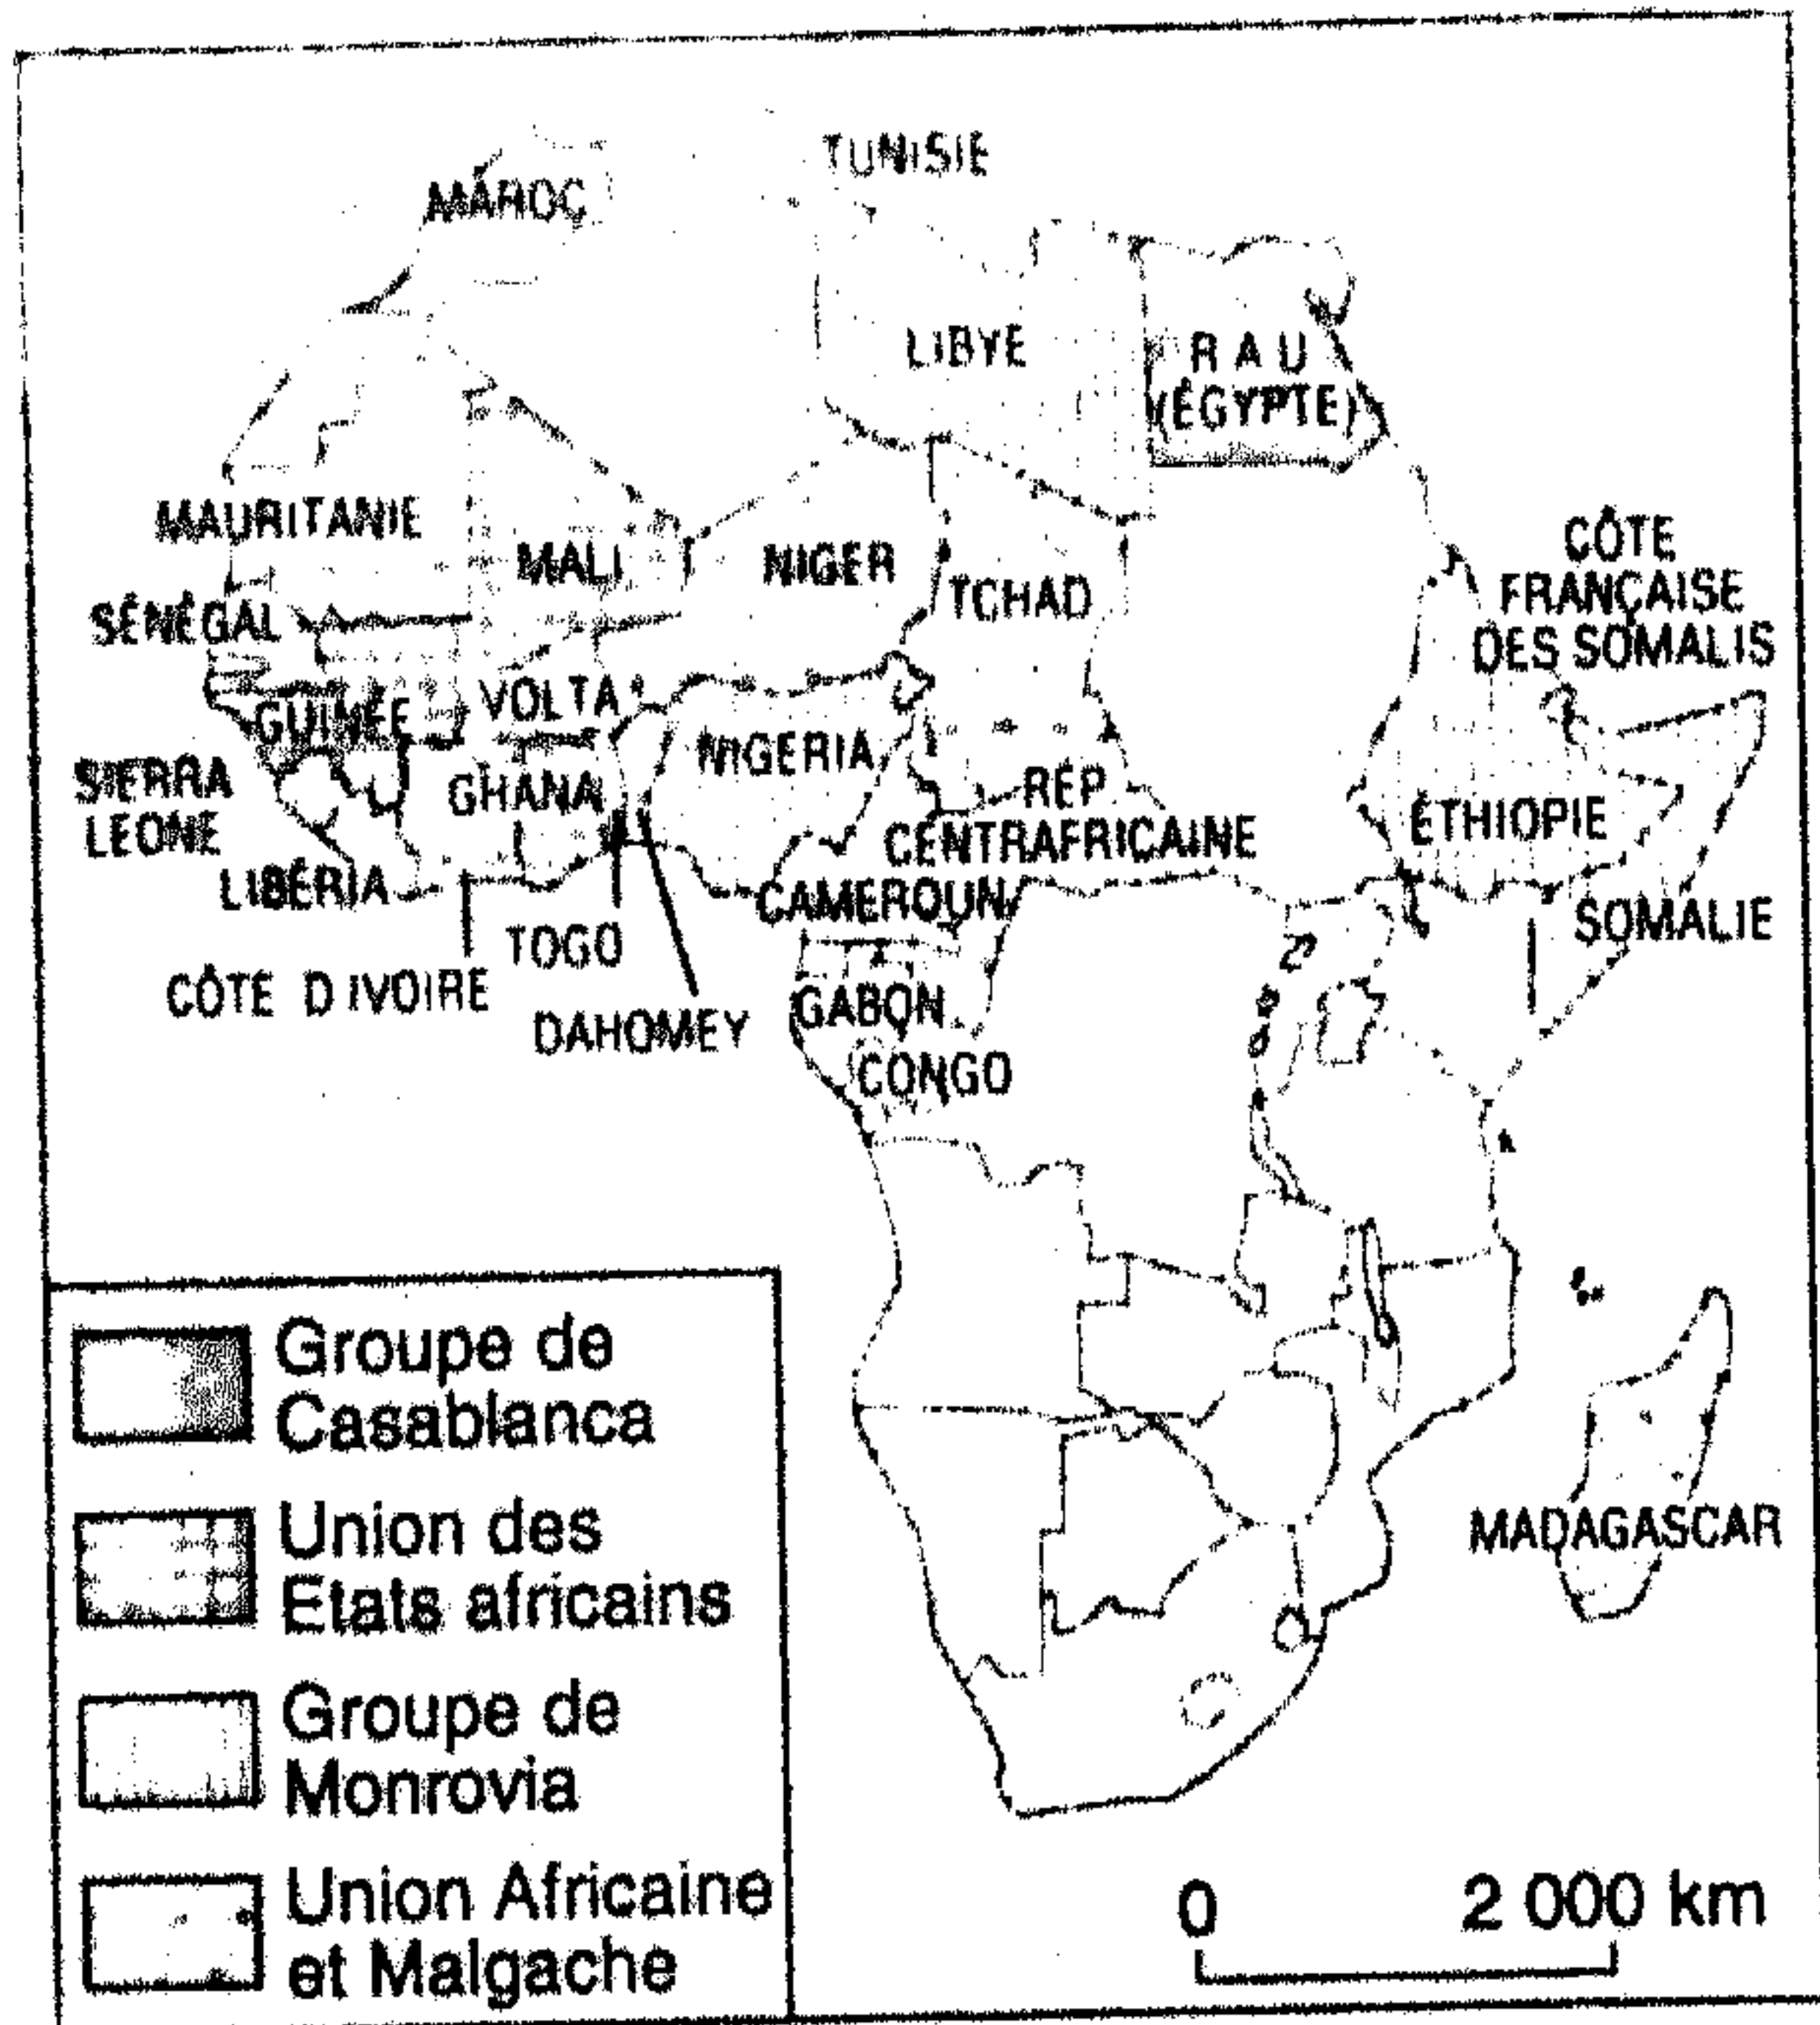 MAROC
TUNISIE
LIBYE
R A U
(ÉGYPTE)
MAURITANIE
MALI
NIGER
TCHAD
CÔTE
FRANÇAISE
DES SOMALIS
SÉNÉGAL
GUINÉE
VOLTA
NIGERIA
SIERRA
LEONE
GHANA
RÉP
CENTRAFRICAINE
ÉTHIOPIE
LIBÉRIA
CAMEROUN
SOMALIE
TOGO
CÔTE D IVOIRE
DAHOMEY
GABON
CONGO
MADAGASCAR
Groupe de
Casablanca
Union des
Etats africains
Groupe de
Monrovia
Union Africaine
et Malgache
0 2 000 km